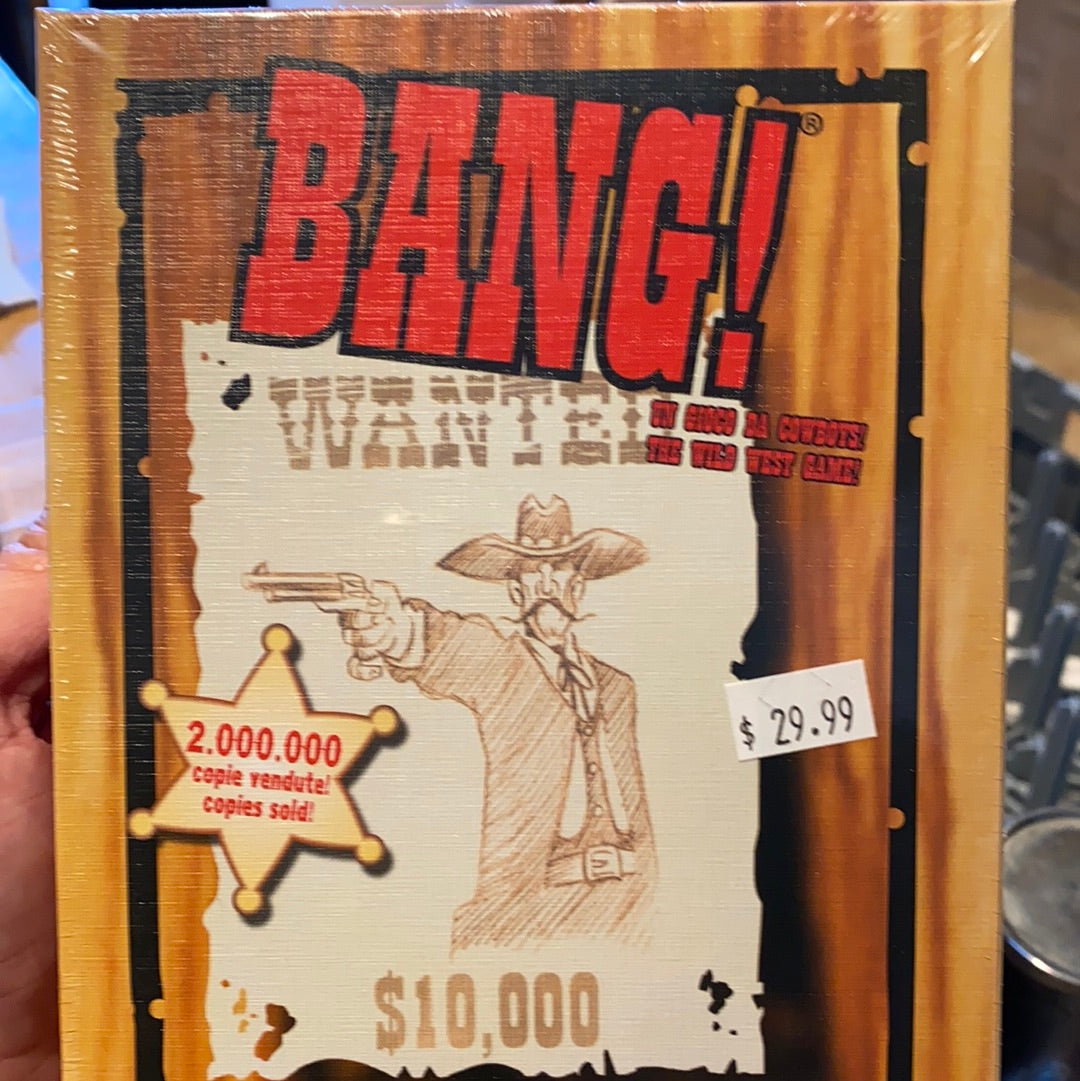 BANG!®
WANTED
UN GIOCO DA COWBOYS!
THE WILD WEST GAME!
$ 29.99
2.000.000
copie vendute!
copies sold!
$10,000